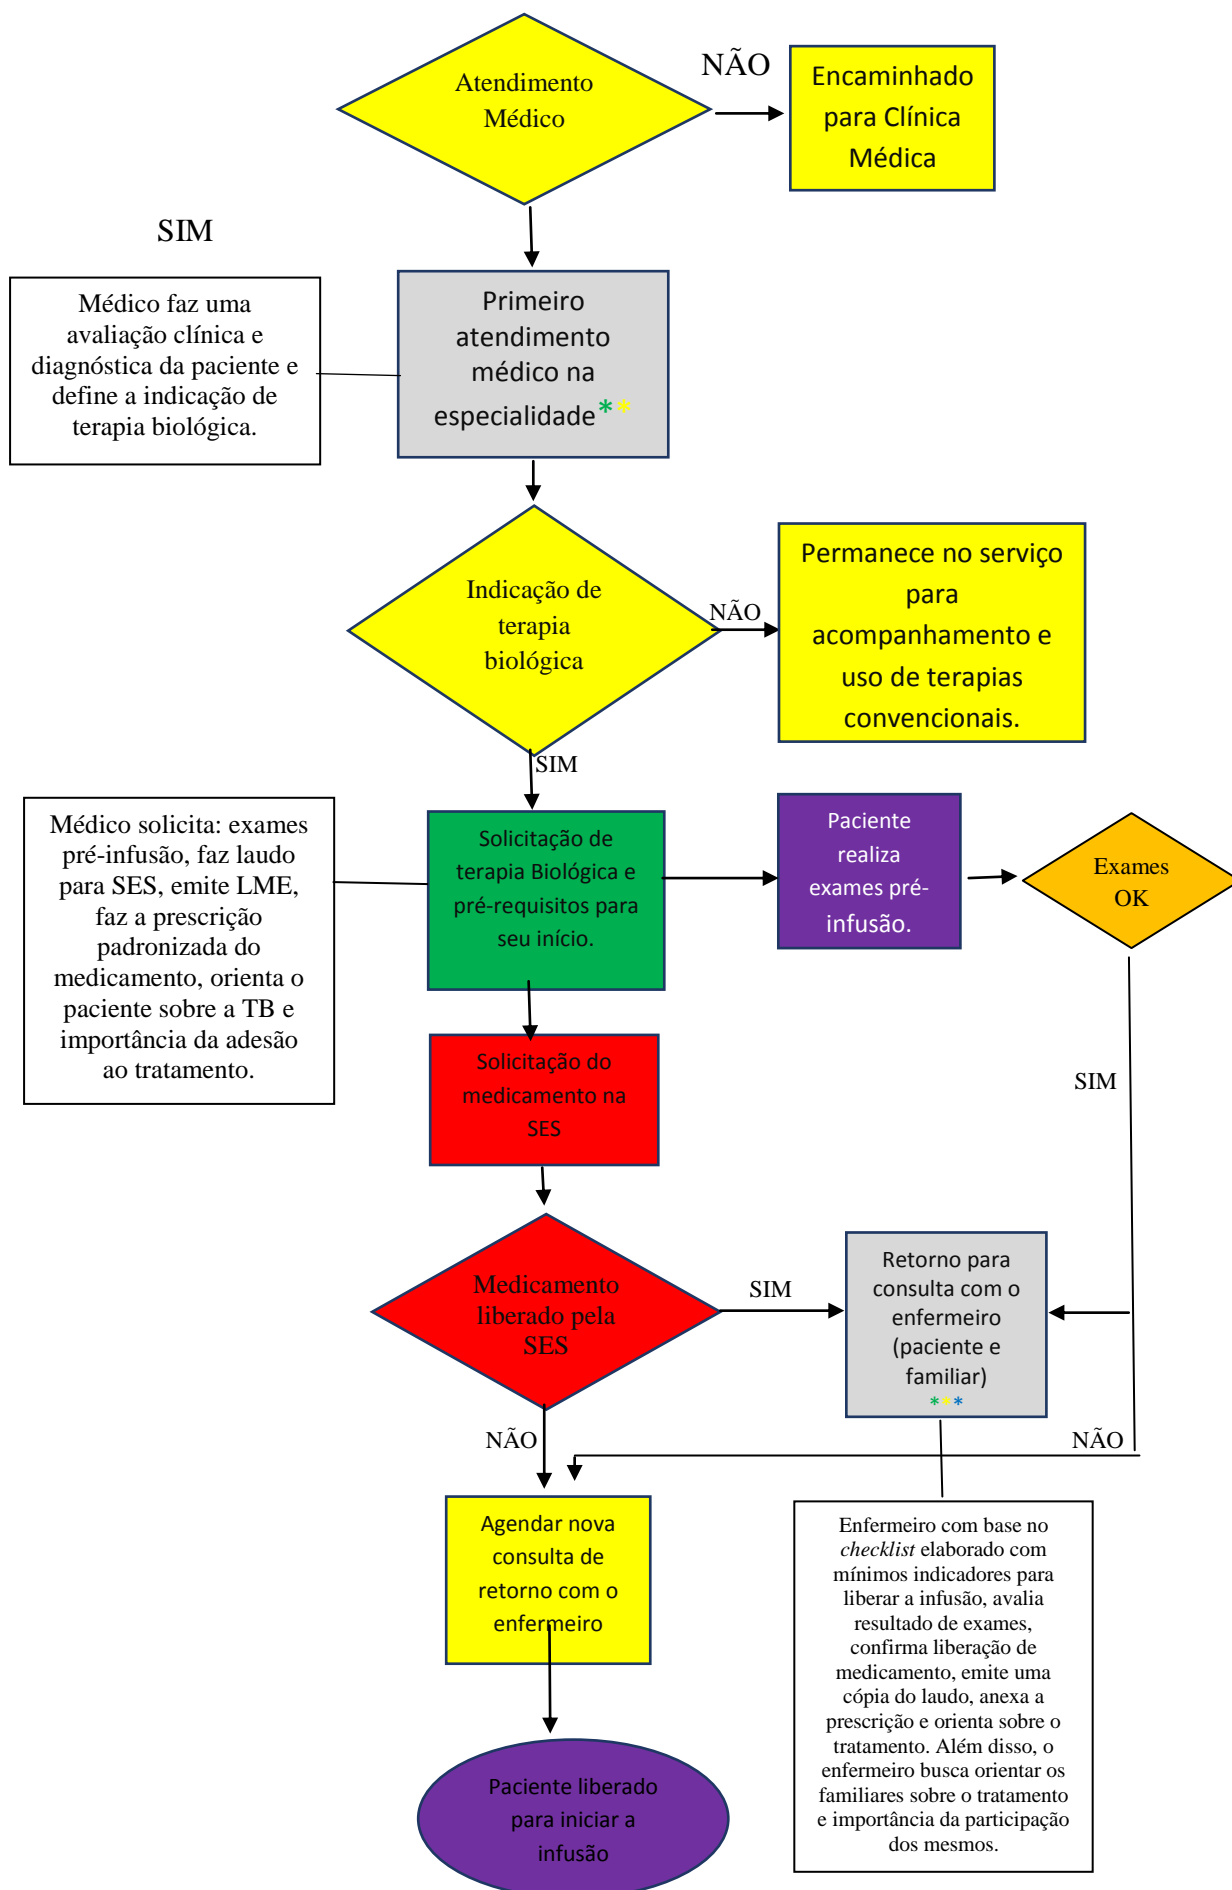 Atendimento
Médico
NÃO
Encaminhado
para Clínica
Médica
SIM
Médico faz uma
avaliação clínica e
diagnóstica da paciente e
define a indicação de
terapia biológica.
Primeiro
atendimento
médico na
especialidade**
Indicação de
terapia
biológica
NÃO
Permanece no serviço
para
acompanhamento e
uso de terapias
convencionais.
SIM
Médico solicita: exames
pré-infusão, faz laudo
para SES, emite LME,
faz a prescrição
padronizada do
medicamento, orienta o
paciente sobre a TB e
importância da adesão
ao tratamento.
Solicitação de
terapia Biológica e
pré-requisitos para
seu início.
Paciente
realiza
exames pré-
infusão.
Exames
OK
SIM
Solicitação do
medicamento na
SES
Medicamento
liberado pela
SES
SIM
Retorno para
consulta com o
enfermeiro
(paciente e
familiar)
***
NÃO
NÃO
Agendar nova
consulta de
retorno com o
enfermeiro
Enfermeiro com base no
checklist elaborado com
mínimos indicadores para
liberar a infusão, avalia
resultado de exames,
confirma liberação de
medicamento, emite uma
cópia do laudo, anexa a
prescrição e orienta sobre o
tratamento. Além disso, o
enfermeiro busca orientar os
familiares sobre o tratamento
e importância da participação
dos mesmos.
Paciente liberado
para iniciar a
infusão